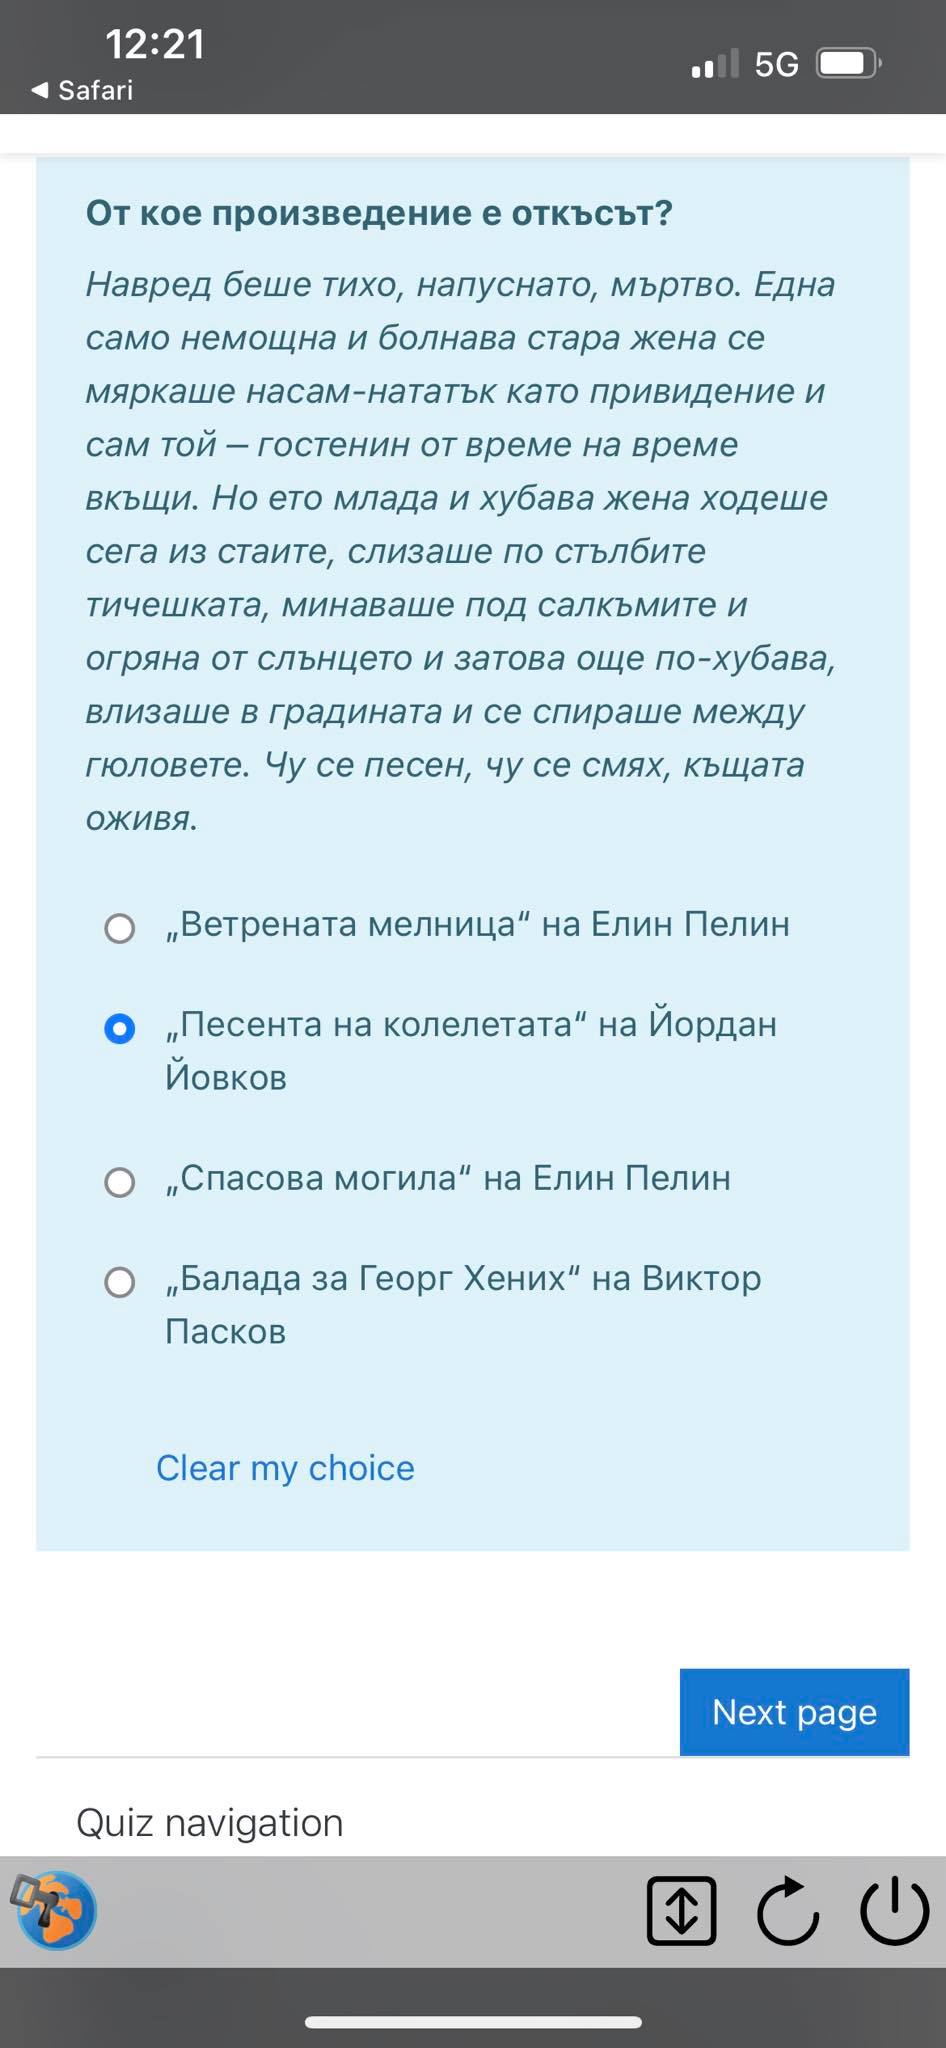 12:21
5G
◀ Safari
От кое произведение е откъсът?
Навред беше тихо, напуснато, мъртво. Една
само немощна и болнава стара жена се
мяркаше насам-нататък като привидение и
сам той – гостенин от време на време
вкъщи. Но ето млада и хубава жена ходеше
сега из стаите, слизаше по стълбите
тичешката, минаваше под салкъмите и
огряна от слънцето и затова още по-хубава,
влизаше в градината и се спираше между
гюловете. Чу се песен, чу се смях, къщата
оживя.
„Ветрената мелница“ на Елин Пелин
„Песента на колелетата“ на Йордан
Йовков
„Спасова могила“ на Елин Пелин
„Балада за Георг Хених“ на Виктор
Пасков
Clear my choice
Next page
Quiz navigation